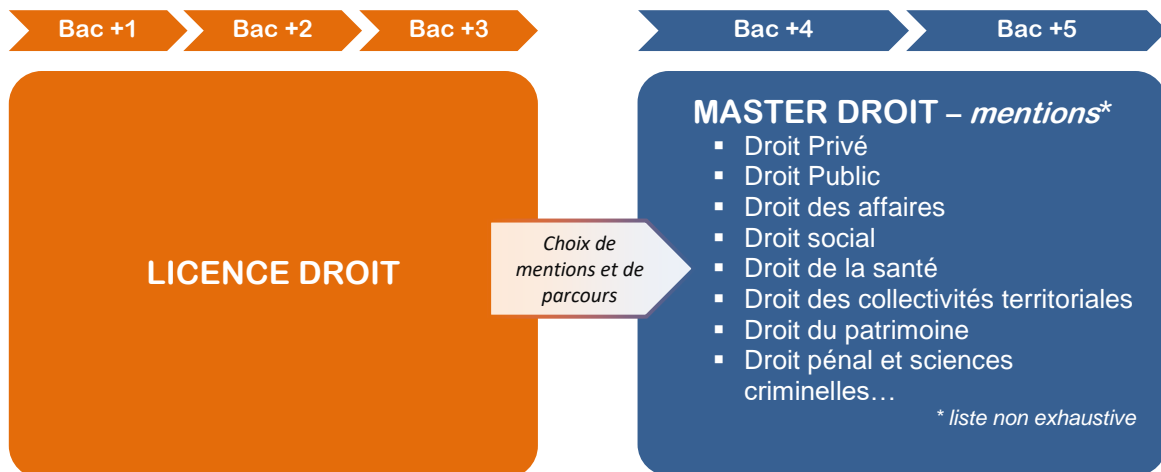 Bac +1 Bac +2 Bac +3 Bac +4 Bac +5
LICENCE DROIT
Choix de
mentions et de
parcours
MASTER DROIT – mentions*
▪ Droit Privé
▪ Droit Public
▪ Droit des affaires
▪ Droit social
▪ Droit de la santé
▪ Droit des collectivités territoriales
▪ Droit du patrimoine
▪ Droit pénal et sciences
criminelles…
* liste non exhaustive